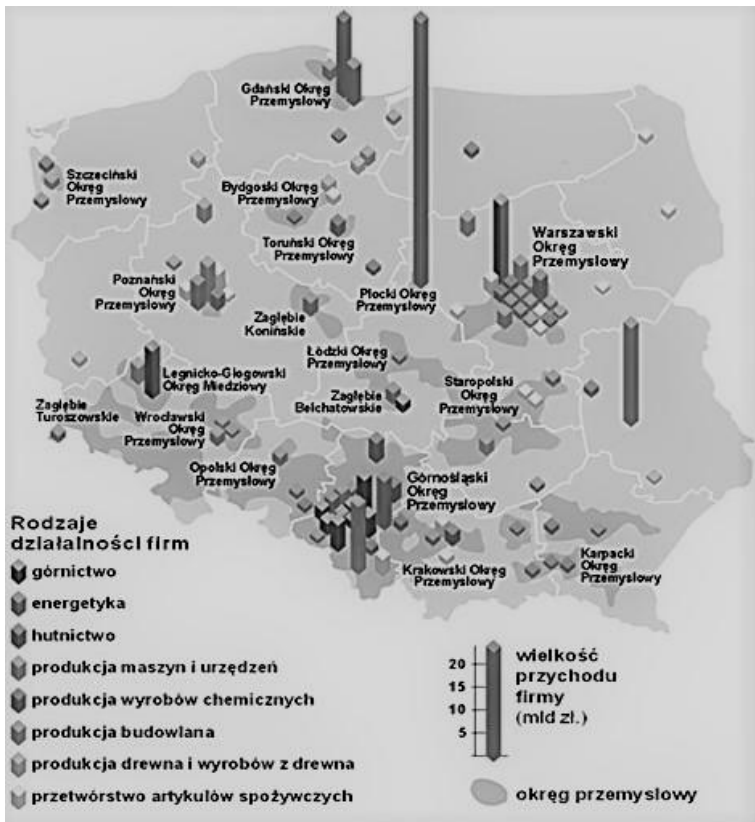 Gdański Okręg
Przemysłowy
Szczeciński
Okręg
Przemysłowy
Bydgoski Okręg
Przemysłowy
Toruński Okręg
Przemysłowy
Warszawski
Okręg
Przemysłowy
Poznański
Okręg
Przemysłowy
Płocki Okręg
Przemysłowy
Zagłębie
Konińskie
Łódzki Okręg
Przemysłowy
Legnicko-Głogowski
Okręg Miedziowy
Zagłębie
Turoszowskie
Zagłębie
Bełchatowskie
Staropolski
Okręg
Przemysłowy
Wrocławski
Okręg
Przemysłowy
Opolski Okręg
Przemysłowy
Górnośląski
Okręg
Przemysłowy
Krakowski Okręg
Przemysłowy
Karpacki
Okręg
Przemysłowy
Rodzaje
działalności firm
górnictwo
energetyka
hutnictwo
produkcja maszyn i urzędzeń
produkcja wyrobów chemicznych
produkcja budowlana
produkcja drewna i wyrobów z drewna
przetwórstwo artykułów spożywczych
20
15
10
5
wielkość
przychodu
firmy
(mld zł.)
okręg przemysłowy